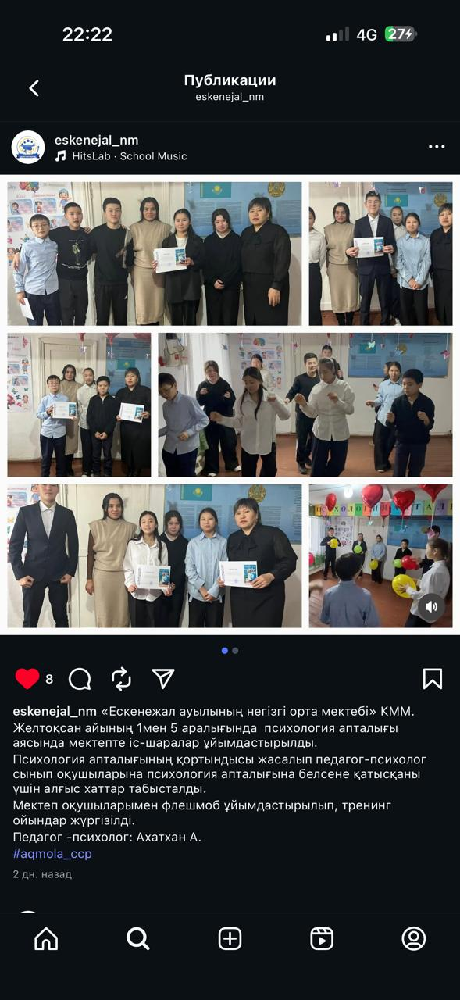 22:22
4G
27
Публикации
eskenejal_nm
eskenejal_nm
HitsLab · School Music
ПСИХОЛОГИЯ АПТАЛ
8
eskenejal_nm «Ескенежал ауылының негізгі орта мектебі» КММ.
Желтоқсан айының 1мен 5 аралығында психология апталығы
аясында мектепте іс-шаралар ұйымдастырылды.
Психология апталығының қортындысы жасалып педагог-психолог
сынып оқушыларына психология апталығына белсене қатысқаны
үшін алғыс хаттар табысталды.
Мектеп оқушыларымен флешмоб ұйымдастырылып, тренинг
ойындар жүргізілді.
Педагог -психолог: Ахатхан А.
#aqmola_ccp
2 дн. назад